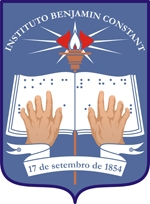 INSTITUTO BENJAMIN CONSTANT
17 de setembro de 1854